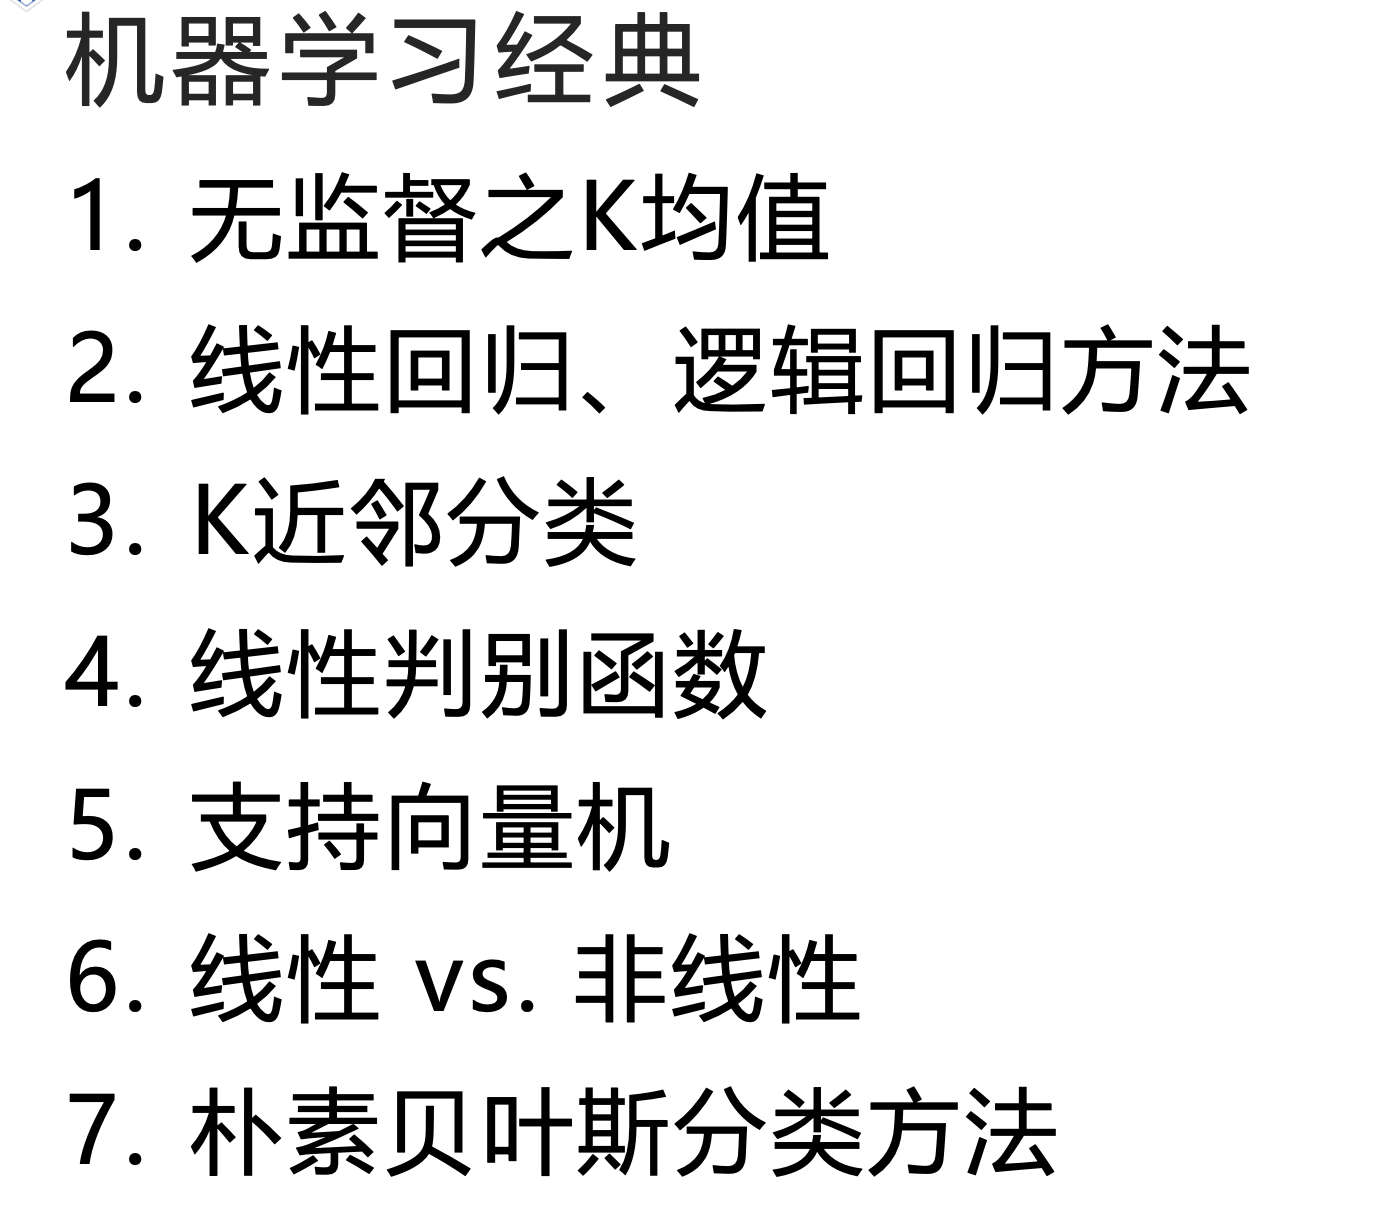 机器学习经典
1. 无监督之K均值
2. 线性回归、逻辑回归方法
3. K近邻分类
4. 线性判别函数
5. 支持向量机
6. 线性 vs. 非线性
7. 朴素贝叶斯分类方法